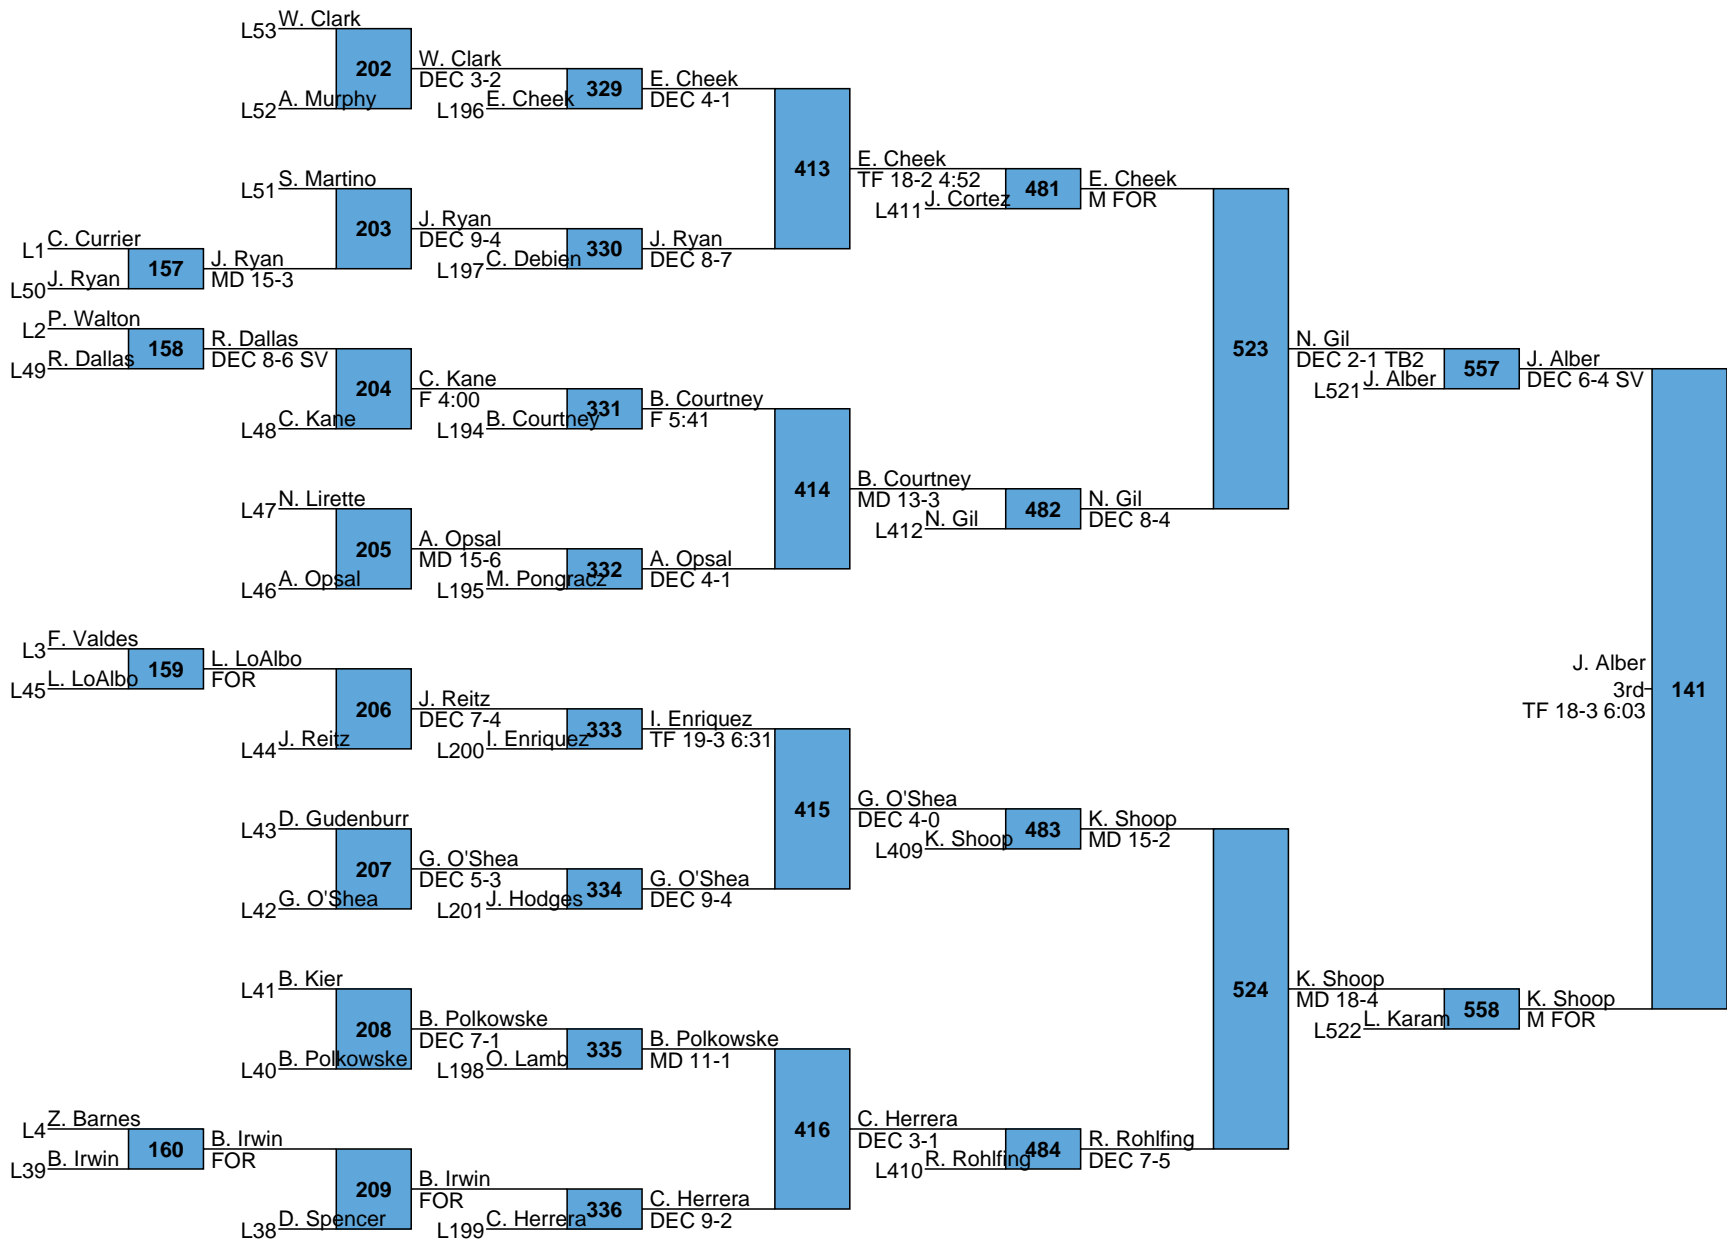 L53 W. Clark
202
L52 A. Murphy
W. Clark
DEC 3-2
L196 E. Cheek
329
E. Cheek
DEC 4-1
L51 S. Martino
203
L1 C. Currier
157
L50 J. Ryan
J. Ryan
MD 15-3
J. Ryan
DEC 9-4
L197 C. Debien
330
J. Ryan
DEC 8-7
413
E. Cheek
TF 18-2 4:52
L411 J. Cortez
481
E. Cheek
M FOR
L2 P. Walton
158
L49 R. Dallas
R. Dallas
DEC 8-6 SV
204
L48 C. Kane
C. Kane
F 4:00
L194 B. Courtney
331
B. Courtney
F 5:41
L47 N. Lirette
205
L46 A. Opsal
A. Opsal
MD 15-6
L195 M. Pongracz
332
A. Opsal
DEC 4-1
414
B. Courtney
MD 13-3
L412 N. Gil
482
N. Gil
DEC 8-4
523
N. Gil
DEC 2-1 TB2
L521 J. Alber
557
J. Alber
DEC 6-4 SV
L3 F. Valdes
159
L45 L. LoAlbo
L. LoAlbo
FOR
206
L44 J. Reitz
J. Reitz
DEC 7-4
L200 I. Enriquez
333
I. Enriquez
TF 19-3 6:31
L43 D. Gudenburr
207
L42 G. O'Shea
G. O'Shea
DEC 5-3
L201 J. Hodges
334
G. O'Shea
DEC 9-4
415
G. O'Shea
DEC 4-0
L409 K. Shoop
483
K. Shoop
MD 15-2
L41 B. Kier
208
L40 B. Polkowske
B. Polkowske
DEC 7-1
L198 O. Lamb
335
B. Polkowske
MD 11-1
L4 Z. Barnes
160
L39 B. Irwin
B. Irwin
FOR
209
L38 D. Spencer
B. Irwin
FOR
L199 C. Herrera
336
C. Herrera
DEC 9-2
416
C. Herrera
DEC 3-1
L410 R. Rohlfing
484
R. Rohlfing
DEC 7-5
524
K. Shoop
MD 18-4
L522 L. Karam
558
K. Shoop
M FOR
J. Alber
3rd
TF 18-3 6:03
141